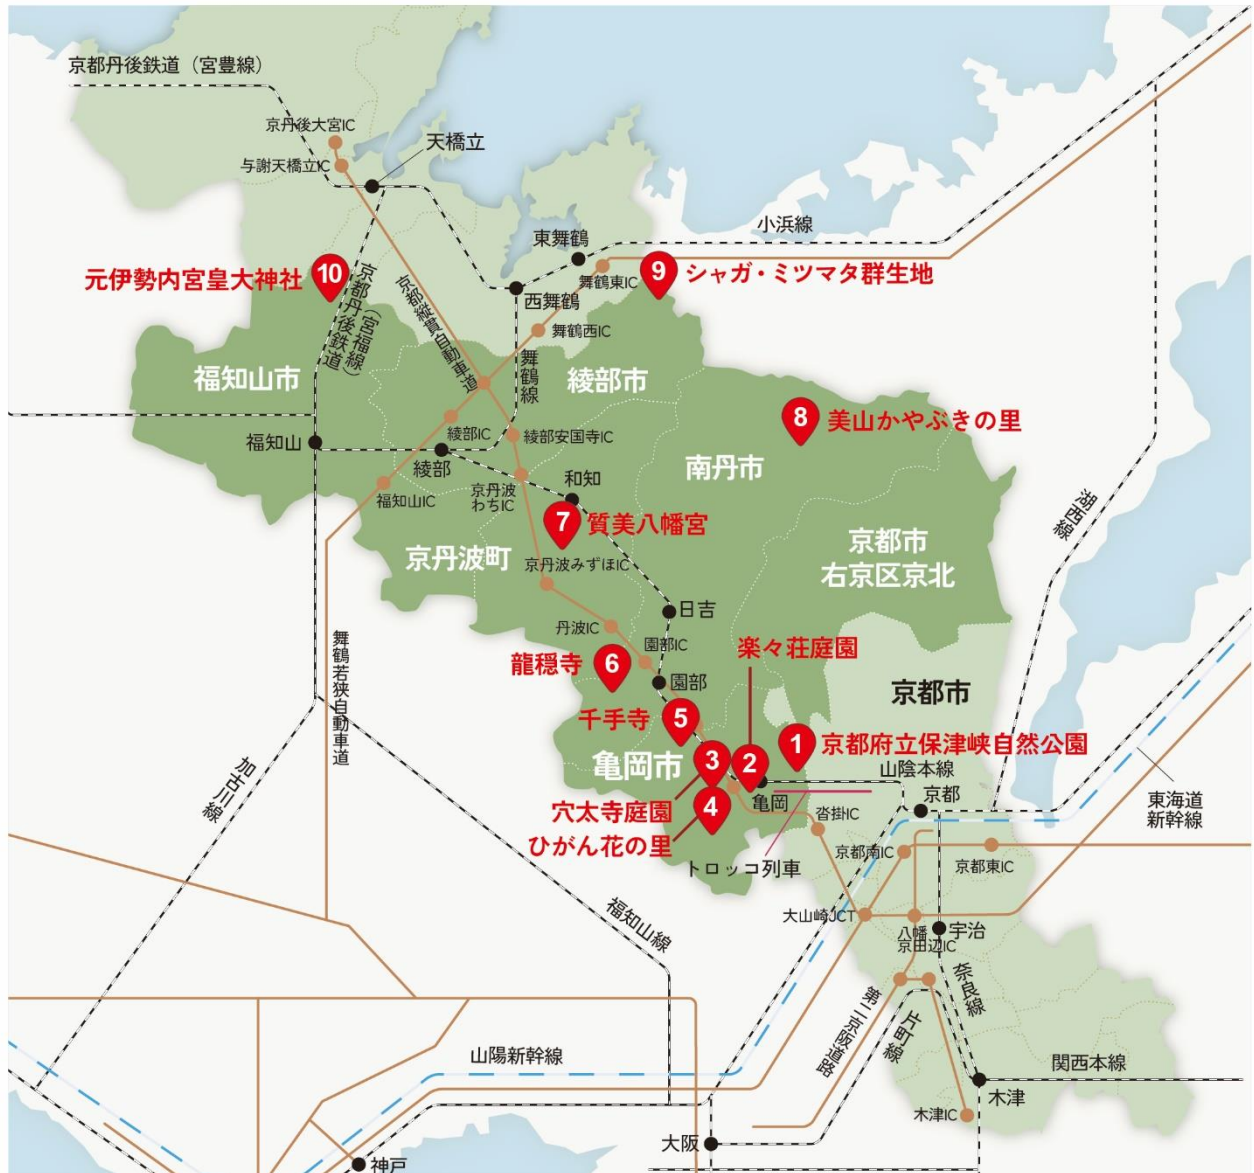 京都丹後鉄道（宮豊線）
京丹後大宮IC
与謝天橋立IC
天橋立
小浜線
東舞鶴
舞鶴東IC
9
シャガ・ミツマタ群生地
10
元伊勢内宮皇大神社
京都丹後鉄道
（宮福線）
京都縦貫自動車道
西舞鶴
舞鶴西IC
舞鶴線
福知山市
綾部市
8
美山かやぶきの里
福知山
綾部IC
綾部安国寺IC
綾部
南丹市
福知山IC
京丹波
わちIC
和知
湖西線
7
質美八幡宮
京丹波町
京丹波みずほIC
京都市
右京区京北
日吉
丹波IC
園部IC
楽々荘庭園
舞鶴若狭自動車道
龍穏寺
6
園部
京都市
千手寺
5
1
京都府立保津峡自然公園
亀岡市
3
2
山陰本線
加古川線
穴太寺庭園
4
亀岡
京都
東海道
新幹線
ひがん花の里
沓掛IC
トロッコ列車
京都南IC
京都東IC
福知山線
大山崎JCT
八幡
京田辺IC
宇治
奈良線
第二京阪道路
片町線
山陽新幹線
関西本線
木津
木津IC
大阪
神戸